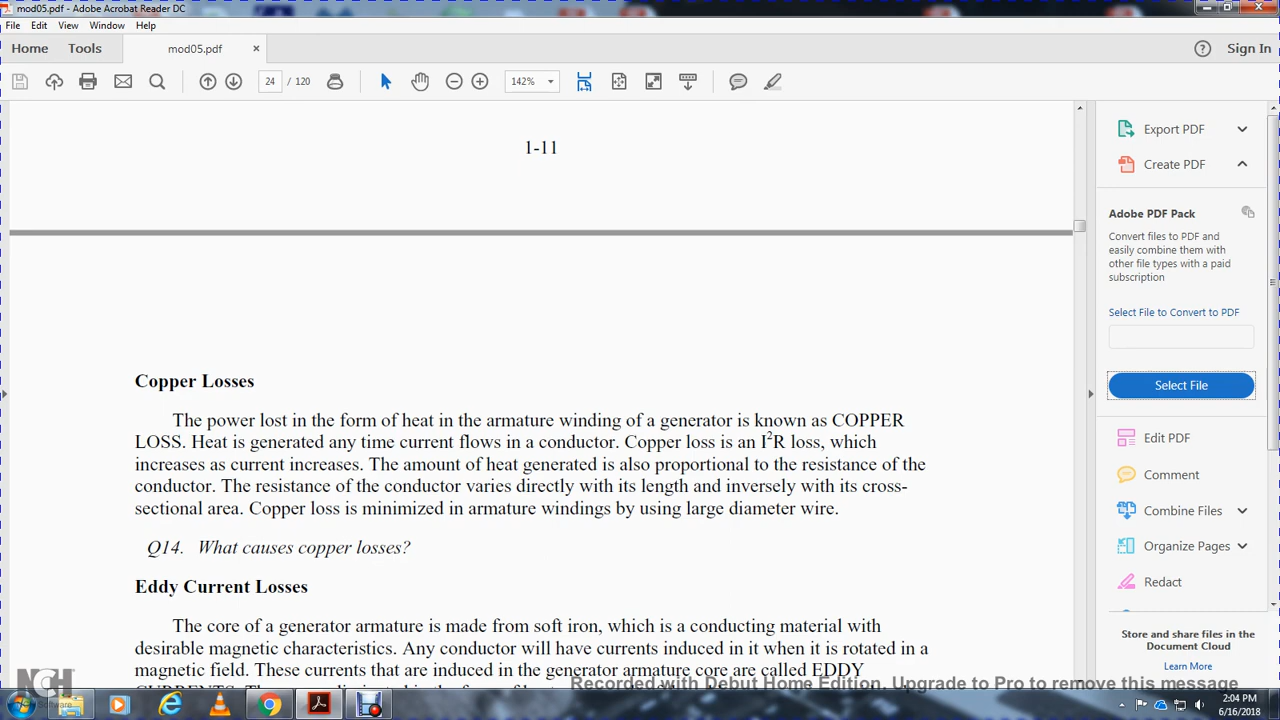 mod05.pdf - Adobe Acrobat Reader DC
File Edit View Window Help
Home Tools mod05.pdf × Sign In
24 / 120 142%
1-11
Copper Losses
The power lost in the form of heat in the armature winding of a generator is known as COPPER
LOSS. Heat is generated any time current flows in a conductor. Copper loss is an I²R loss, which
increases as current increases. The amount of heat generated is also proportional to the resistance of the
conductor. The resistance of the conductor varies directly with its length and inversely with its cross-
sectional area. Copper loss is minimized in armature windings by using large diameter wire.
Q14. What causes copper losses?
Eddy Current Losses
The core of a generator armature is made from soft iron, which is a conducting material with
desirable magnetic characteristics. Any conductor will have currents induced in it when it is rotated in a
magnetic field. These currents that are induced in the generator armature core are called EDDY
Export PDF
Create PDF
Adobe PDF Pack
Convert files to PDF and
easily combine them with
other file types with a paid
subscription
Select File to Convert to PDF
Select File
Edit PDF
Comment
Combine Files
Organize Pages
Redact
Store and share files in the
Document Cloud
Learn More
NCH Software
Recorded with Debut Home Edition. Upgrade to Pro to remove this message
2:04 PM
6/16/2018